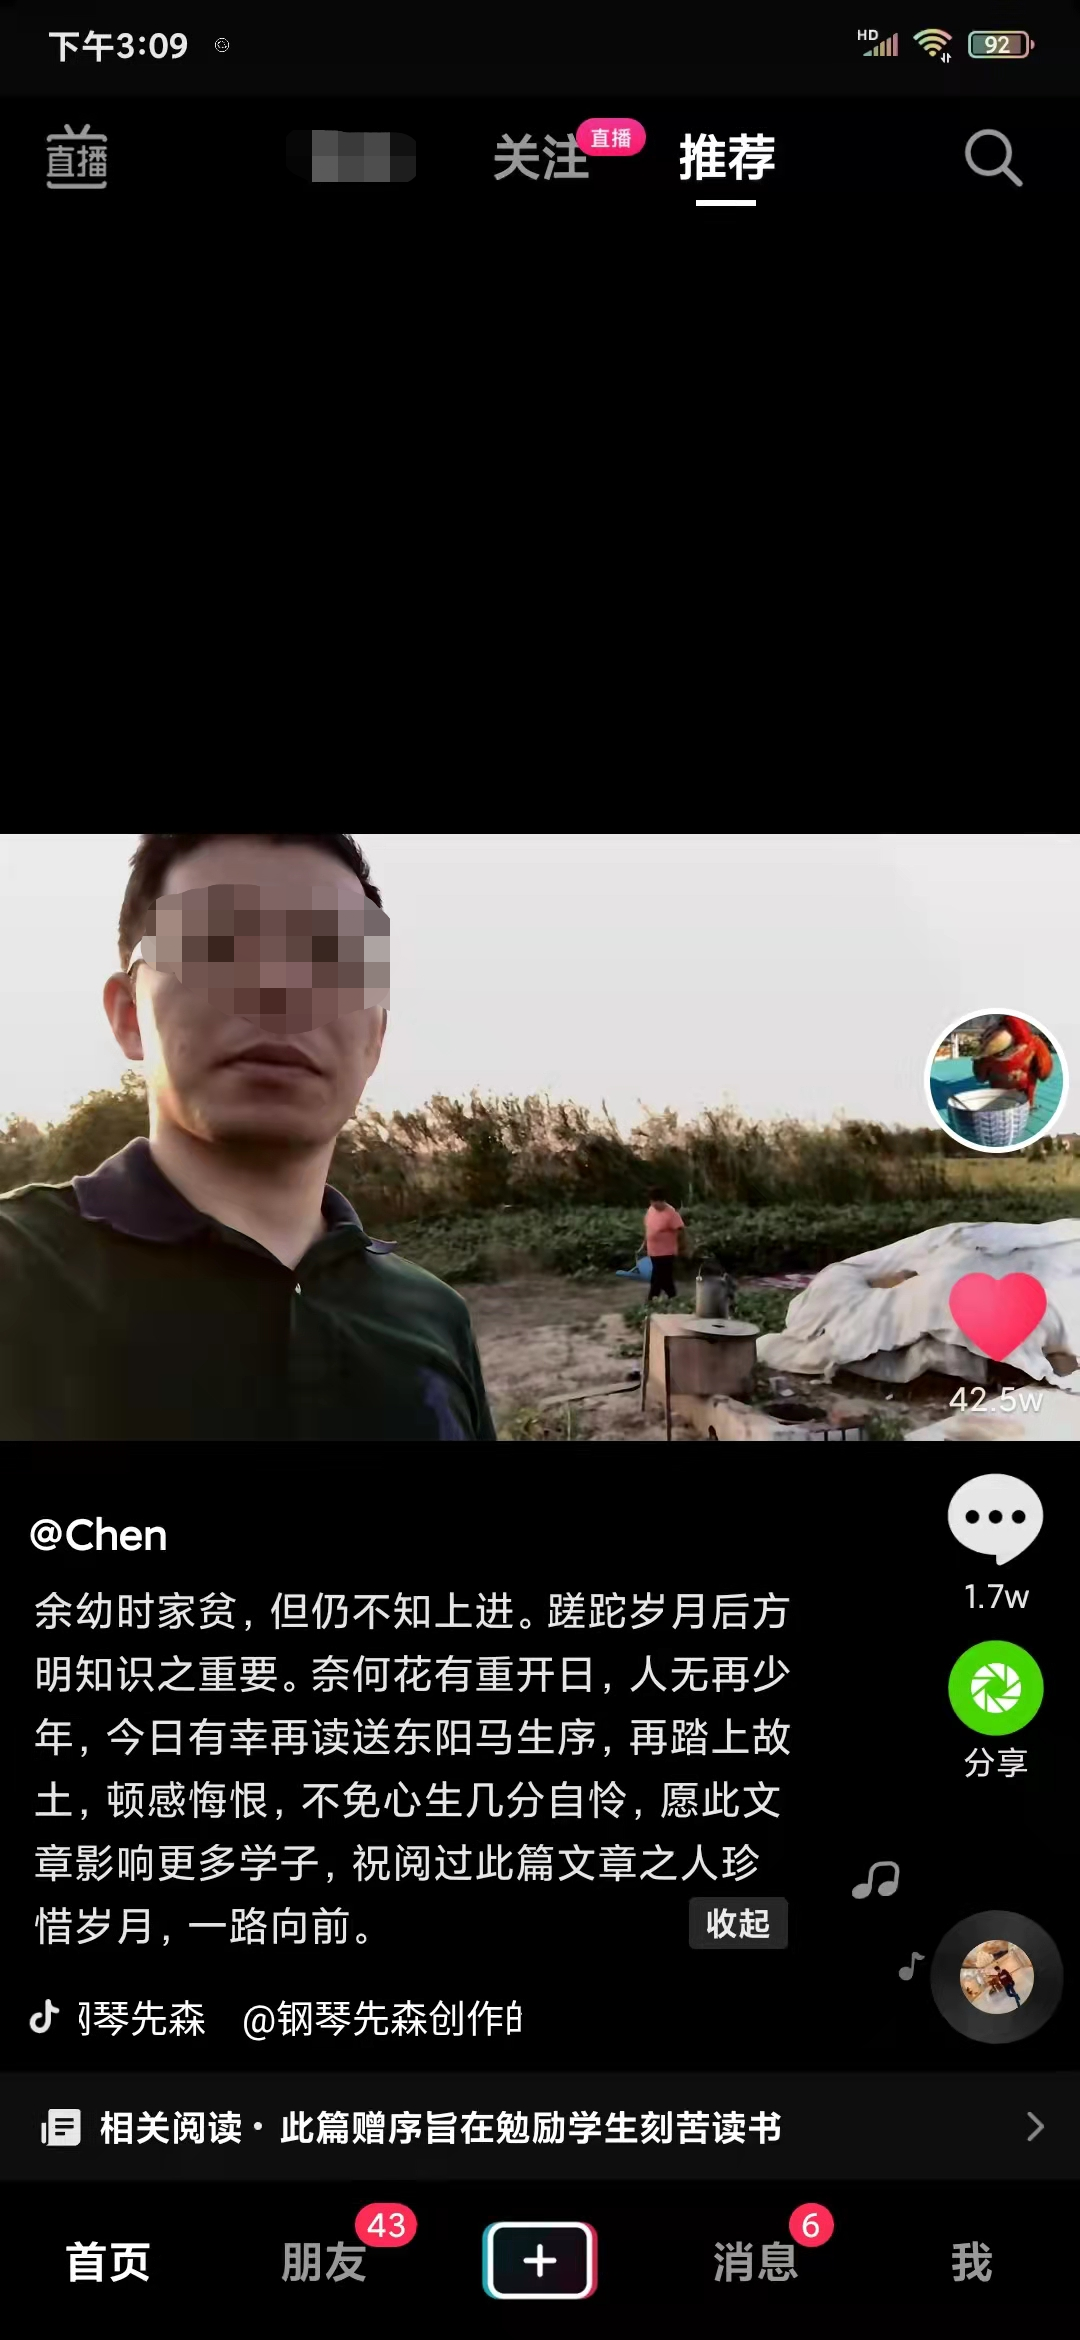 下午3:09
HD
92
直播
关注
直播
推荐
42.5w
@Chen
1.7w
余幼时家贫，但仍不知上进。蹉跎岁月后方
明知识之重要。奈何花有重开日，人无再少
年，今日有幸再读送东阳马生序，再踏上故
土，顿感悔恨，不免心生几分自怜，愿此文
章影响更多学子，祝阅过此篇文章之人珍
惜岁月，一路向前。
收起
分享
琴先森 @钢琴先森创作
相关阅读·此篇赠序旨在勉励学生刻苦读书
首页
朋友
43
消息
6
我